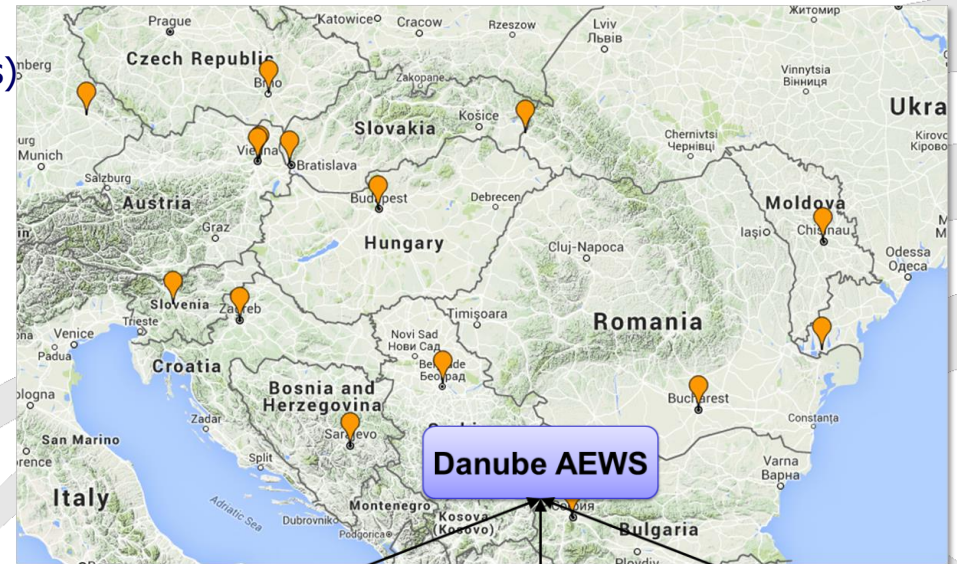 s)
Prague
Katowice
Cracow
Rzeszow
Lviv
Львів
Житомир
Czech Republic
Brno
Zakopane
Vinnytsia
Вінниця
Ukra
Košice
Slovakia
Chernivtsi
Чернівці
Munich
Vienna
Bratislava
Salzburg
Austria
Budapest
Debrecen
Moldova
Graz
Hungary
Cluj-Napoca
Iași
Chisinau
Odessa
Одеса
Slovenia
Zagreb
Timișoara
Romania
Venice
Trieste
Padua
Novi Sad
Нови Сад
Belgrade
Београд
Croatia
Bosnia and
Herzegovina
Bucharest
Zadar
Sarajevo
Constanța
San Marino
Split
Danube AEWS
Varna
Варна
Italy
Adriatic Sea
Dubrovnik
Montenegro
Podgorica
Kosova
(Kosovo)
София
Bulgaria
Plovdiv